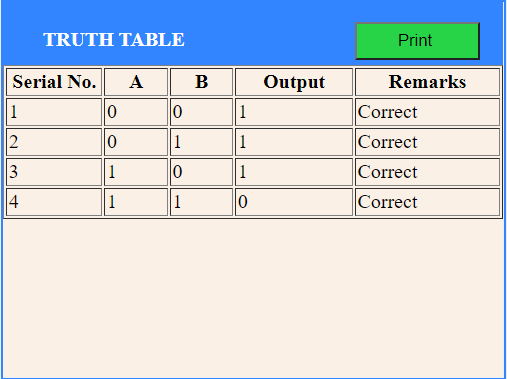 TRUTH TABLE Print
Serial No. A B Output Remarks
1 0 0 1 Correct
2 0 1 1 Correct
3 1 0 1 Correct
4 1 1 0 Correct